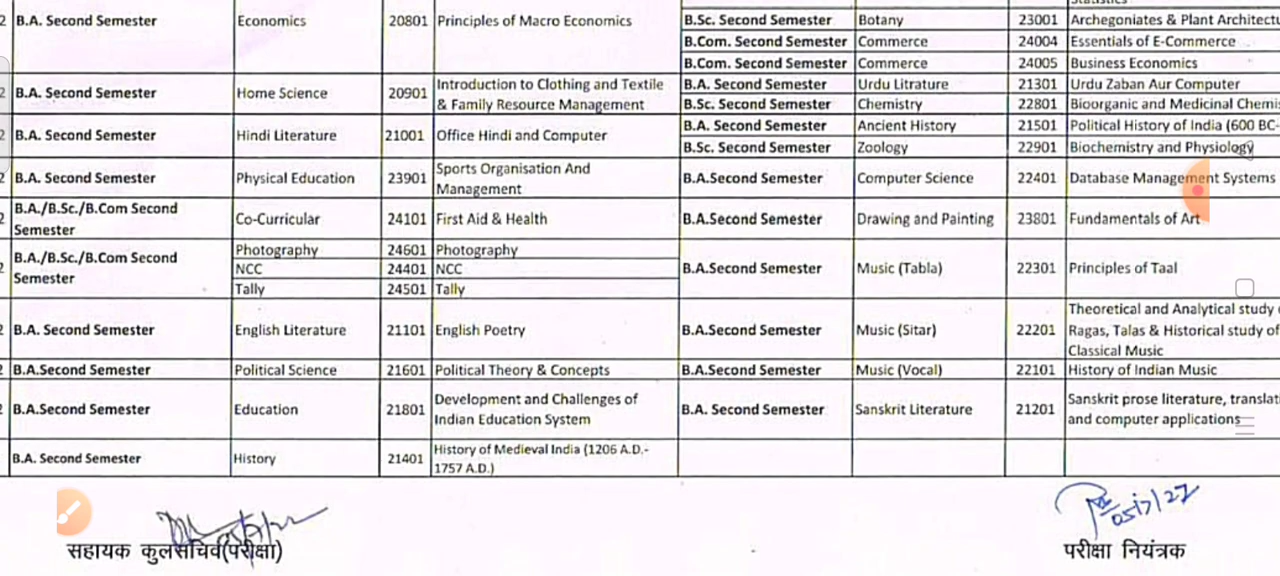 2 B.A. Second Semester Economics 20801 Principles of Macro Economics B.Sc. Second Semester Botany 23001 Archegoniates & Plant Architectu
B.Com. Second Semester Commerce 24004 Essentials of E-Commerce
B.Com. Second Semester Commerce 24005 Business Economics
2 B.A. Second Semester Home Science 20901 Introduction to Clothing and Textile B.A. Second Semester Urdu Litrature 21301 Urdu Zaban Aur Computer
& Family Resource Management B.Sc. Second Semester Chemistry 22801 Bioorganic and Medicinal Chemis
2 B.A. Second Semester Hindi Literature 21001 Office Hindi and Computer B.A. Second Semester Ancient History 21501 Political History of India (600 BC-
B.Sc. Second Semester Zoology 22901 Biochemistry and Physiology
2 B.A. Second Semester Physical Education 23901 Sports Organisation And B.A.Second Semester Computer Science 22401 Database Management Systems
Management
2 B.A./B.Sc./B.Com Second Co-Curricular 24101 First Aid & Health B.A.Second Semester Drawing and Painting 23801 Fundamentals of Art
Semester
Photography 24601 Photography
2 B.A./B.Sc./B.Com Second NCC 24401 NCC B.A.Second Semester Music (Tabla) 22301 Principles of Taal
Semester Tally 24501 Tally
2 B.A. Second Semester English Literature 21101 English Poetry B.A.Second Semester Music (Sitar) 22201 Theoretical and Analytical study
Ragas, Talas & Historical study of
Classical Music
2 B.A.Second Semester Political Science 21601 Political Theory & Concepts B.A.Second Semester Music (Vocal) 22101 History of Indian Music
2 B.A.Second Semester Education 21801 Development and Challenges of B.A. Second Semester Sanskrit Literature 21201 Sanskrit prose literature, translati
Indian Education System and computer applications
B.A. Second Semester History 21401 History of Medieval India (1206 A.D.-
1757 A.D.)
05/7/22
सहायक कुलसचिव(परीक्षा)
परीक्षा नियंत्रक